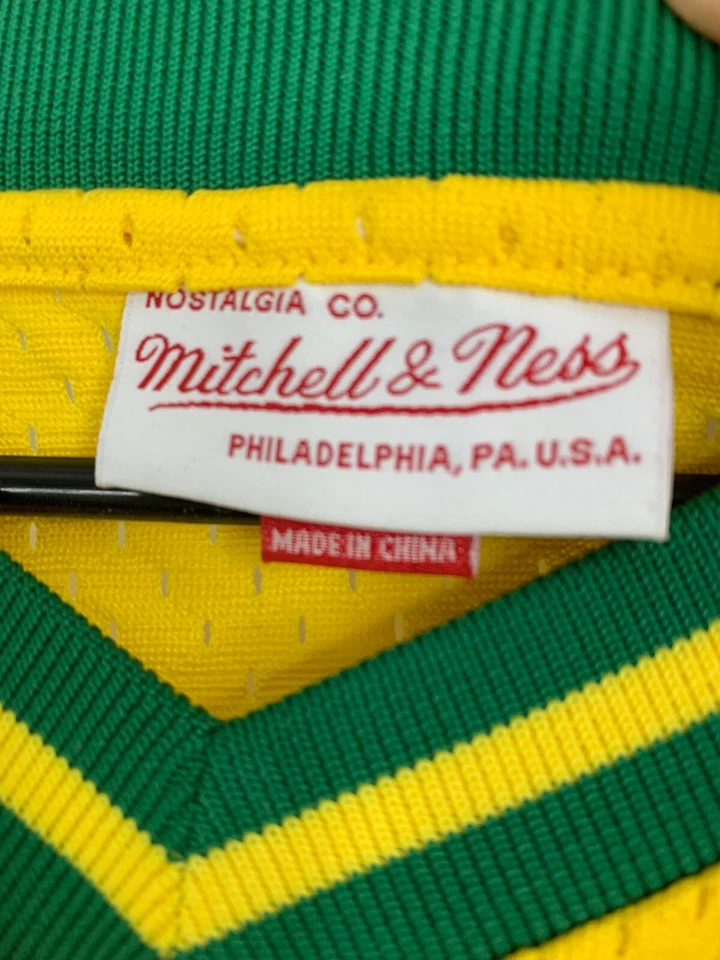 NOSTALGIA CO.
Mitchell & Ness
PHILADELPHIA, PA. U.S.A.
MADE IN CHINA